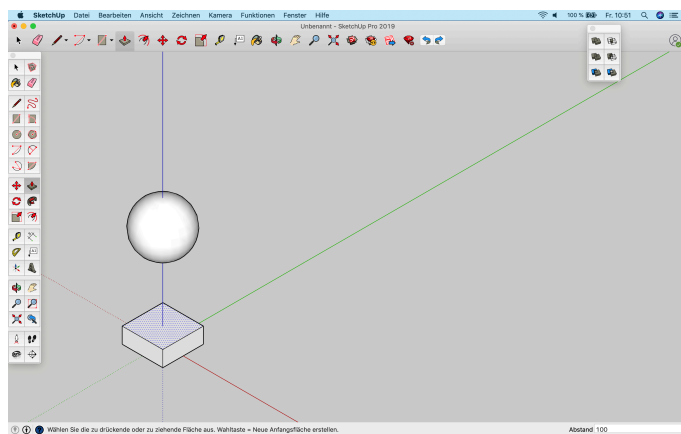 SketchUp Datei Bearbeiten Ansicht Zeichnen Kamera Funktionen Fenster Hilfe 100 % Fr. 10:51
Unbenannt - SketchUp Pro 2019
Wählen Sie die zu drückende oder zu ziehende Fläche aus. Wahltaste = Neue Anfangsfläche erstellen. Abstand 100